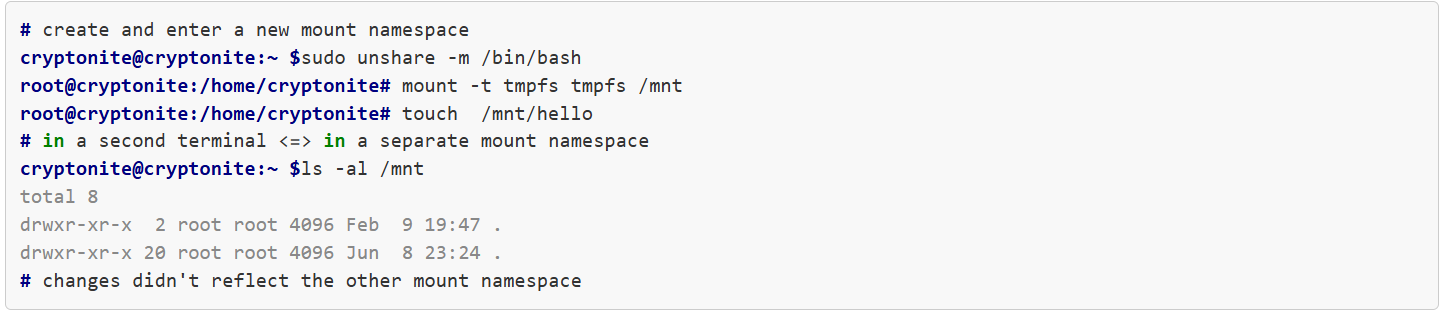 # create and enter a new mount namespace
cryptonite@cryptonite:~ $sudo unshare -m /bin/bash
root@cryptonite:/home/cryptonite# mount -t tmpfs tmpfs /mnt
root@cryptonite:/home/cryptonite# touch  /mnt/hello
# in a second terminal <=> in a separate mount namespace
cryptonite@cryptonite:~ $ls -al /mnt
total 8
drwxr-xr-x  2 root root 4096 Feb  9 19:47 .
drwxr-xr-x 20 root root 4096 Jun  8 23:24 .
# changes didn't reflect the other mount namespace